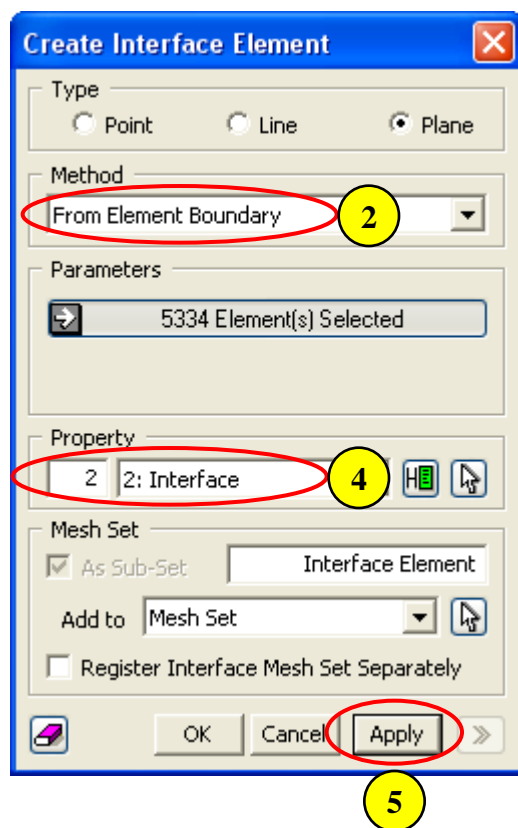 Create Interface Element
Type
Point Line Plane
Method
From Element Boundary 2
Parameters
5334 Element(s) Selected
Property
2 2: Interface 4 H
Mesh Set
As Sub-Set Interface Element
Add to Mesh Set
Register Interface Mesh Set Separately
OK Cancel Apply
5